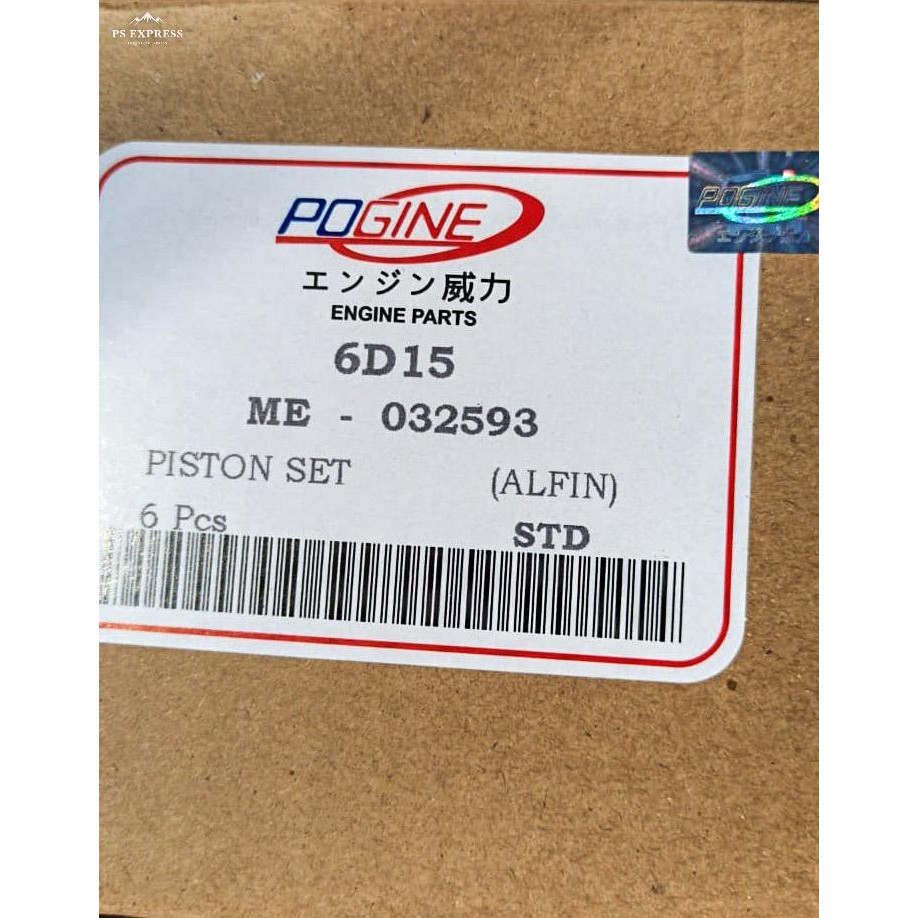 PS EXPRESS
POGINE
POGINE
エンジン威力
ENGINE PARTS
6D15
ME - 032593
PISTON SET (ALFIN)
6 Pcs STD